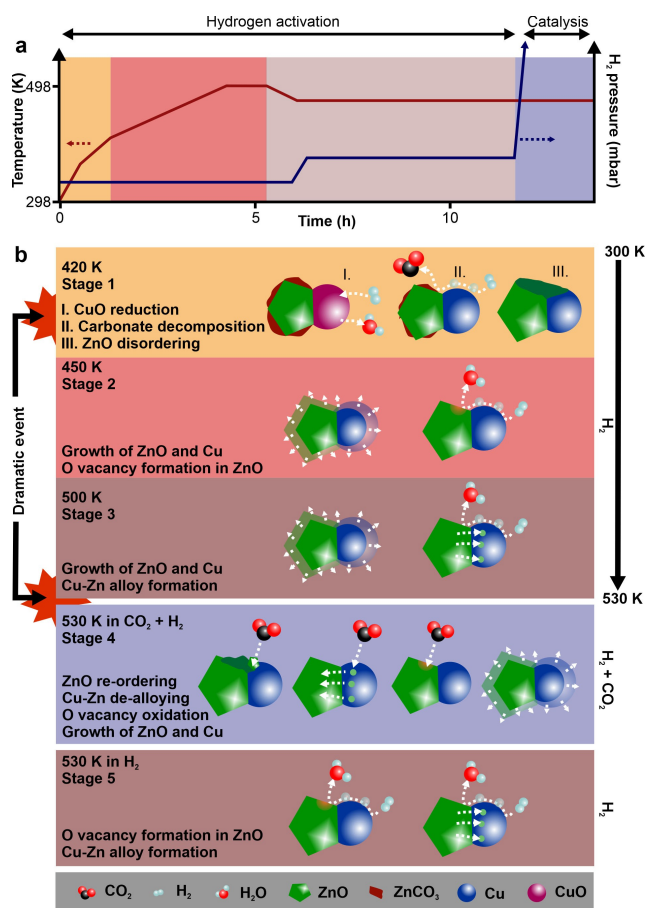 Hydrogen activation
Catalysis
a
Temperature (K)
498
298
0
5
10
Time (h)
H₂ pressure (mbar)
b
Dramatic event
420 K
Stage 1
I. CuO reduction
II. Carbonate decomposition
III. ZnO disordering
I.
II.
III.
300 K
450 K
Stage 2
Growth of ZnO and Cu
O vacancy formation in ZnO
H₂
500 K
Stage 3
Growth of ZnO and Cu
Cu-Zn alloy formation
530 K
530 K in CO₂ + H₂
Stage 4
ZnO re-ordering
Cu-Zn de-alloying
O vacancy oxidation
Growth of ZnO and Cu
H₂ + CO₂
530 K in H₂
Stage 5
O vacancy formation in ZnO
Cu-Zn alloy formation
H₂
CO₂
H₂
H₂O
ZnO
ZnCO₃
Cu
CuO